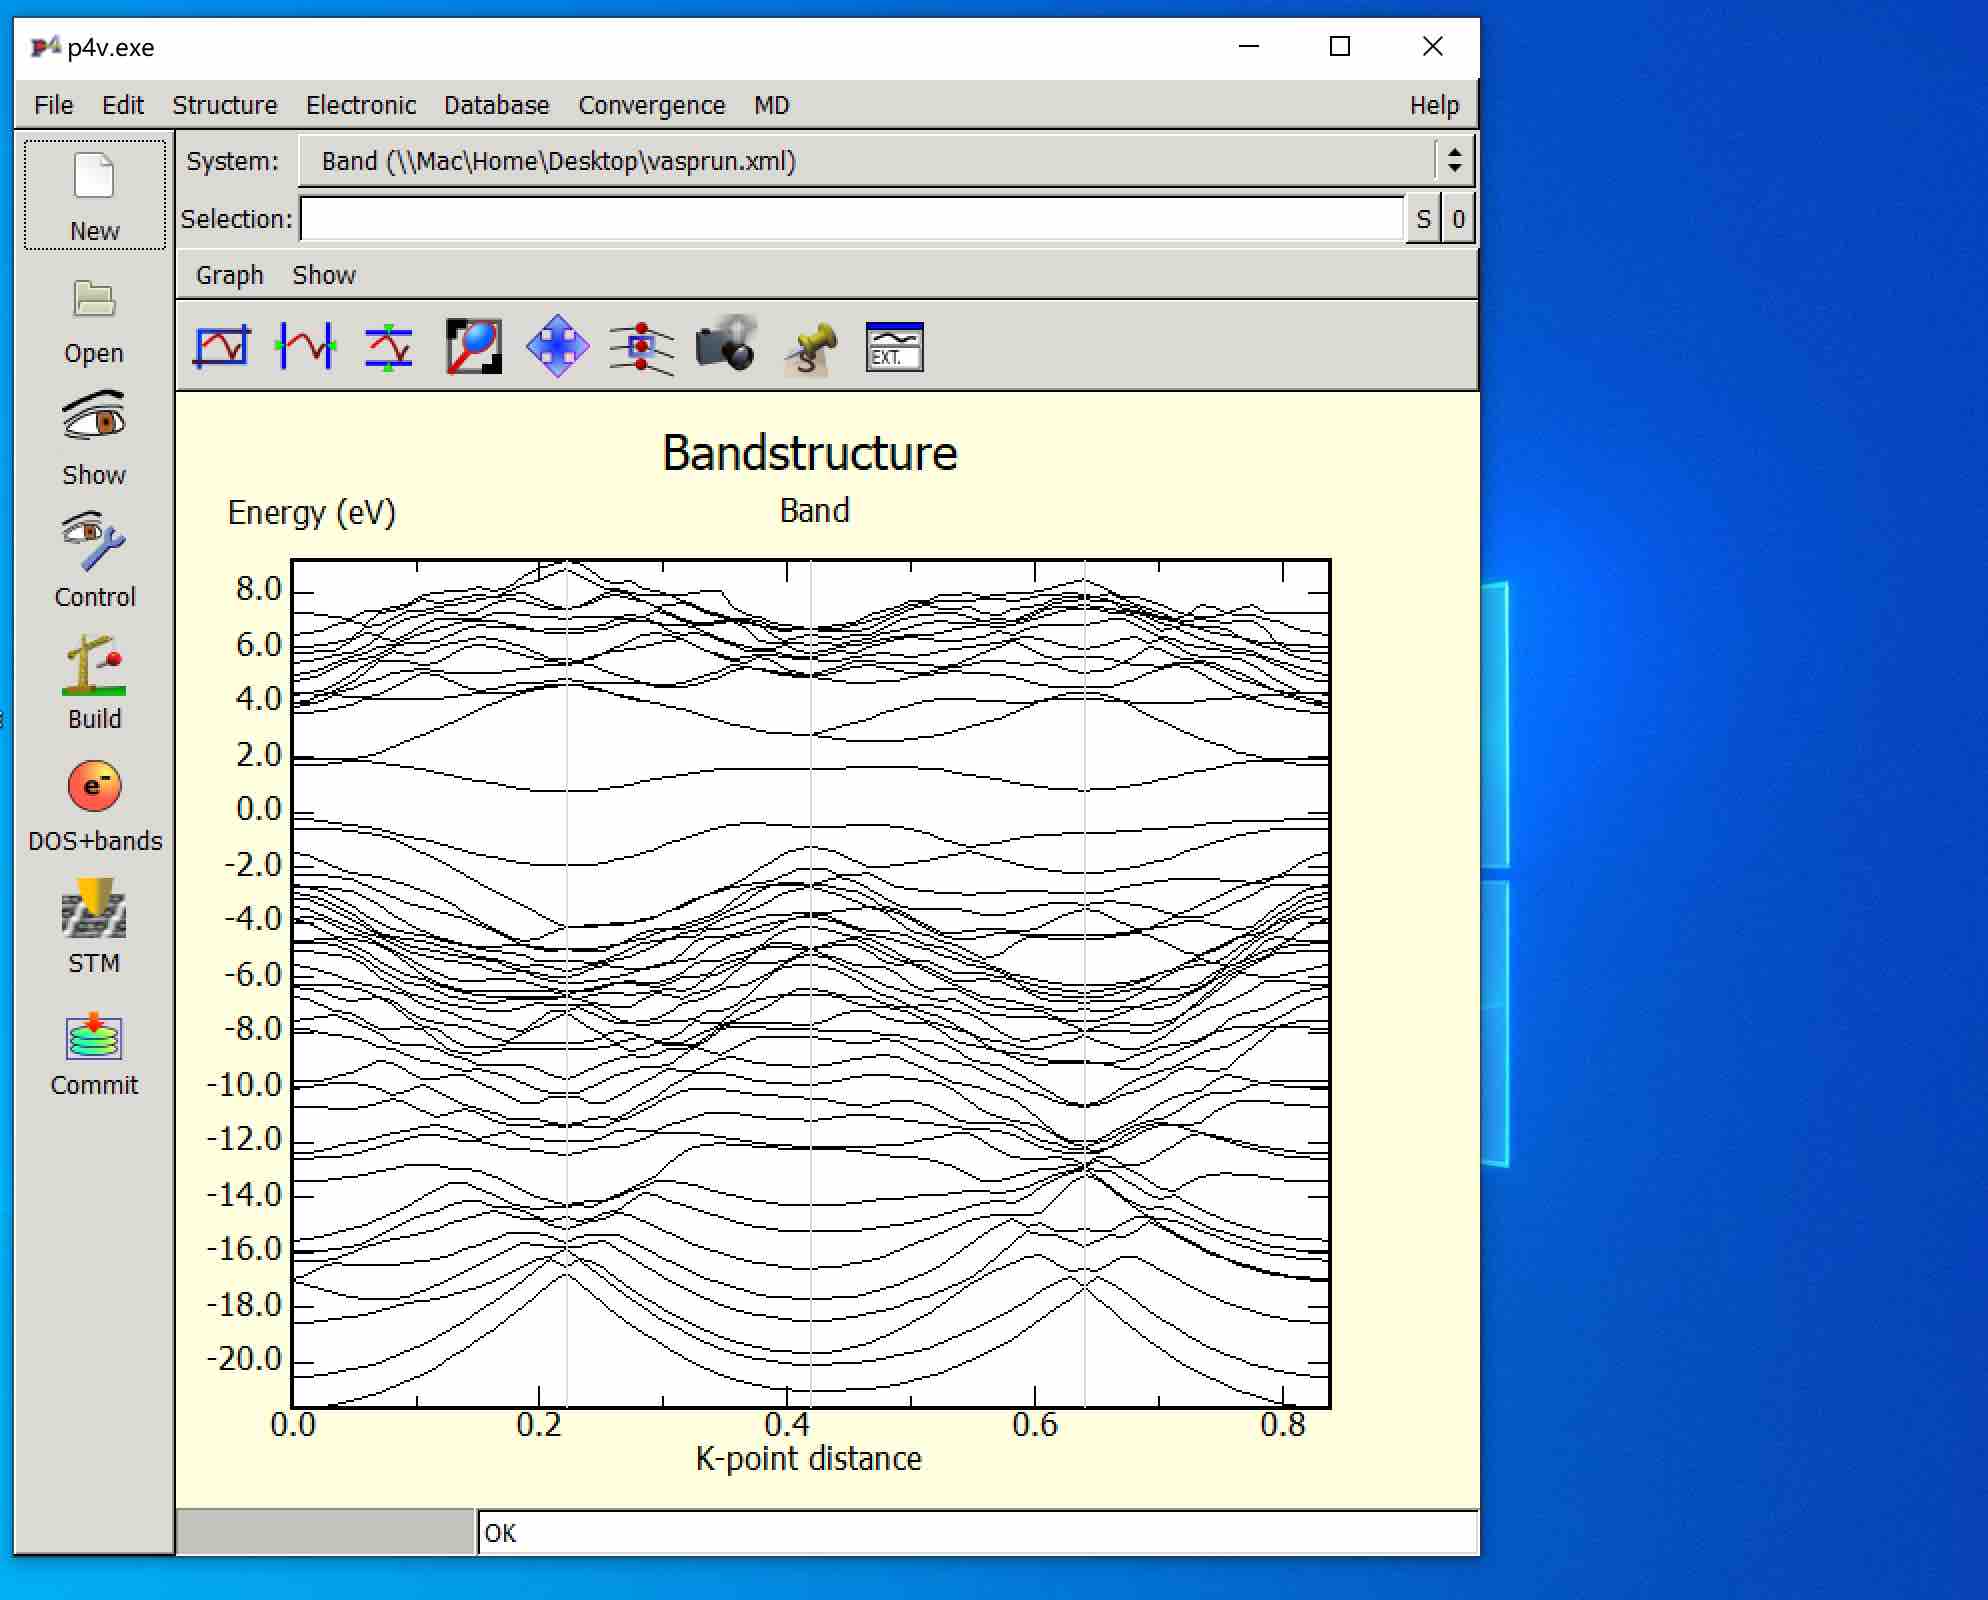 p4v.exe
File Edit Structure Electronic Database Convergence MD Help
New
Open
Show
Control
Build
DOS+bands
STM
Commit
System: Band (\\Mac\Home\Desktop\vasprun.xml)
Selection: S 0
Graph Show
EXT.
Bandstructure
Energy (eV) Band
8.0
6.0
4.0
2.0
0.0
-2.0
-4.0
-6.0
-8.0
-10.0
-12.0
-14.0
-16.0
-18.0
-20.0
0.0 0.2 0.4 0.6 0.8
K-point distance
OK